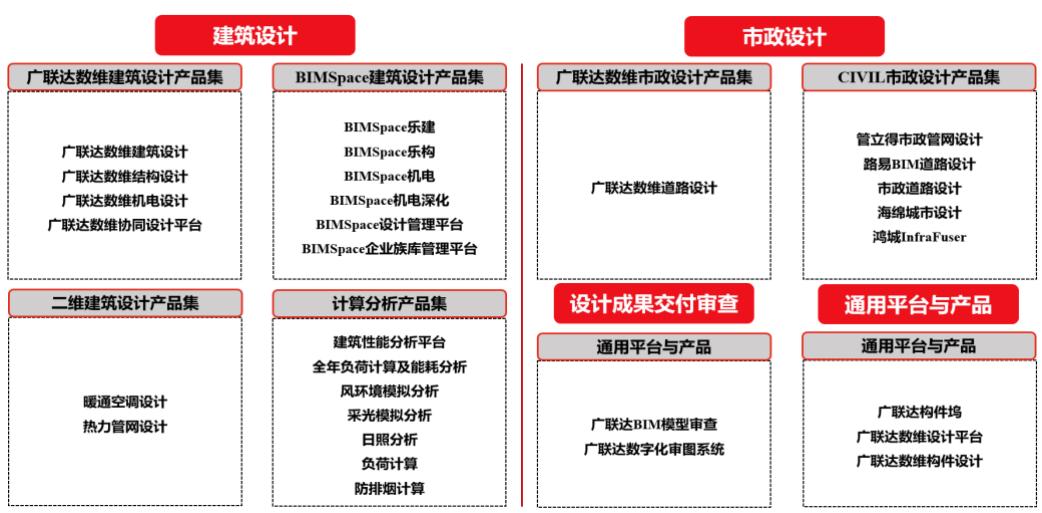 建筑设计
广联达数维建筑设计产品集
广联达数维建筑设计
广联达数维结构设计
广联达数维机电设计
广联达数维协同设计平台
BIMSpace建筑设计产品集
BIMSpace乐建
BIMSpace乐构
BIMSpace机电
BIMSpace机电深化
BIMSpace设计管理平台
BIMSpace企业族库管理平台
二维建筑设计产品集
暖通空调设计
热力管网设计
计算分析产品集
建筑性能分析平台
全年负荷计算及能耗分析
风环境模拟分析
采光模拟分析
日照分析
负荷计算
防排烟计算
市政设计
广联达数维市政设计产品集
广联达数维道路设计
CIVIL市政设计产品集
管立得市政管网设计
路易BIM道路设计
市政道路设计
海绵城市设计
鸿城InfraFuser
设计成果交付审查
通用平台与产品
广联达BIM模型审查
广联达数字化审图系统
通用平台与产品
通用平台与产品
广联达构件坞
广联达数维设计平台
广联达数维构件设计